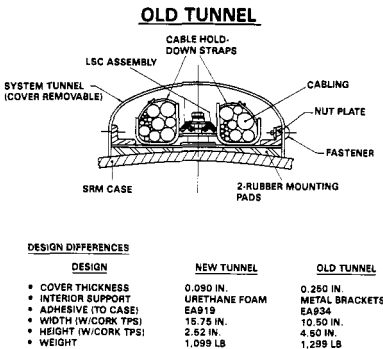 OLD TUNNEL
CABLE HOLD-
DOWN STRAPS
LSC ASSEMBLY
SYSTEM TUNNEL
(COVER REMOVABLE)
CABLING
NUT PLATE
FASTENER
SRM CASE
2-RUBBER MOUNTING
PADS
DESIGN DIFFERENCES
DESIGN NEW TUNNEL OLD TUNNEL
• COVER THICKNESS 0.090 IN. 0.250 IN.
• INTERIOR SUPPORT URETHANE FOAM METAL BRACKETS
• ADHESIVE (TO CASE) EA919 EA934
• WIDTH (W/CORK TPS) 15.75 IN. 10.50 IN.
• HEIGHT (W/CORK TPS) 2.52 IN. 4.50 IN.
• WEIGHT 1,099 LB 1,299 LB